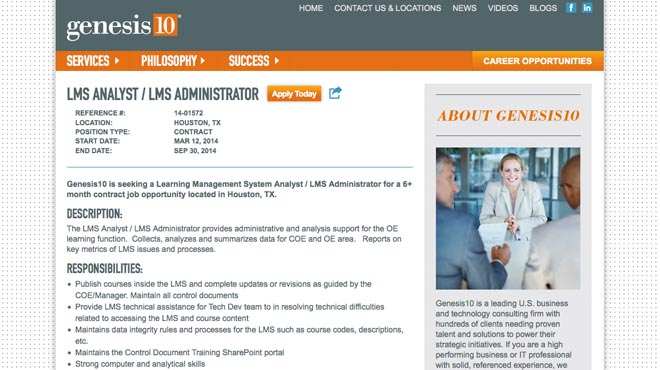 HOME CONTACT US & LOCATIONS NEWS VIDEOS BLOGS f in
genesis10
SERVICES PHILOSOPHY SUCCESS CAREER OPPORTUNITIES
LMS ANALYST / LMS ADMINISTRATOR Apply Today
REFERENCE #: 14-01572
LOCATION: HOUSTON, TX
POSITION TYPE: CONTRACT
START DATE: MAR 12, 2014
END DATE: SEP 30, 2014
Genesis10 is seeking a Learning Management System Analyst / LMS Administrator for a 6+
month contract job opportunity located in Houston, TX.
DESCRIPTION:
The LMS Analyst / LMS Administrator provides administrative and analysis support for the OE
learning function. Collects, analyzes and summarizes data for COE and OE area. Reports on
key metrics of LMS issues and processes.
RESPONSIBILITIES:
• Publish courses inside the LMS and complete updates or revisions as guided by the
COE/Manager. Maintain all control documents
• Provide LMS technical assistance for Tech Dev team to in resolving technical difficulties
related to accessing the LMS and course content
• Maintains data integrity rules and processes for the LMS such as course codes, descriptions,
etc.
• Maintains the Control Document Training SharePoint portal
• Strong computer and analytical skills
ABOUT GENESIS10
Genesis10 is a leading U.S. business
and technology consulting firm with
hundreds of clients needing proven
talent and solutions to power their
strategic initiatives. If you are a high
performing business or IT professional
with solid, referenced experience, we